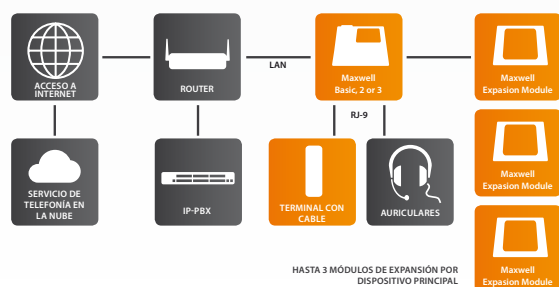 ACCESO A
INTERNET
ROUTER
LAN
Maxwell
Basic, 2 or 3
Maxwell
Expasion Module
RJ-9
SERVICIO DE
TELEFONÍA EN
LA NUBE
IP-PBX
TERMINAL CON
CABLE
AURICULARES
Maxwell
Expasion Module
HASTA 3 MÓDULOS DE EXPANSIÓN POR
DISPOSITIVO PRINCIPAL
Maxwell
Expasion Module